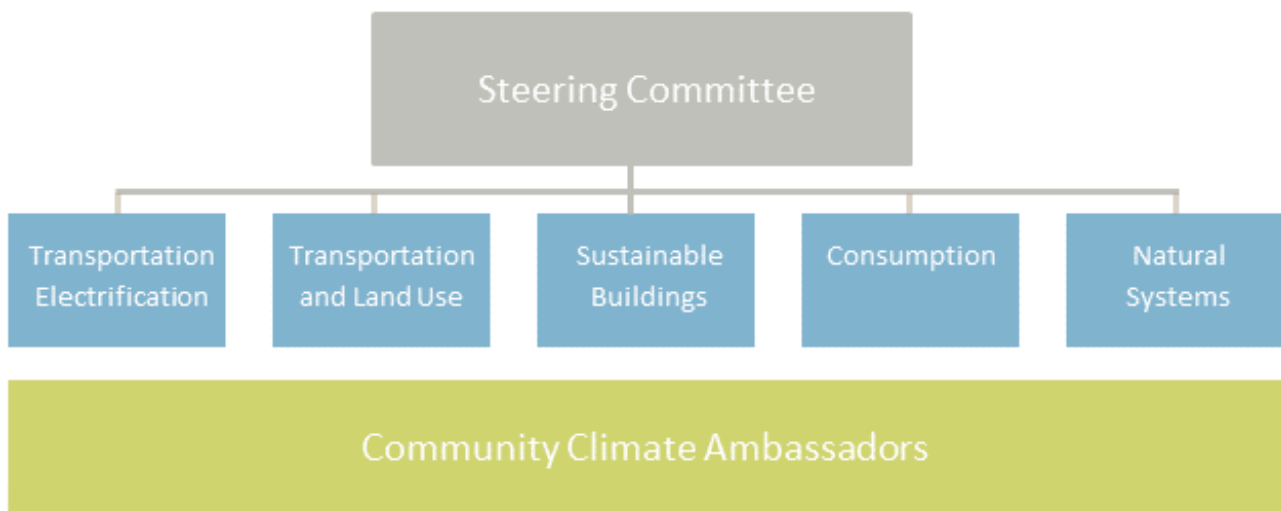 Steering Committee
Transportation
Electrification
Transportation
and Land Use
Sustainable
Buildings
Consumption
Natural
Systems
Community Climate Ambassadors